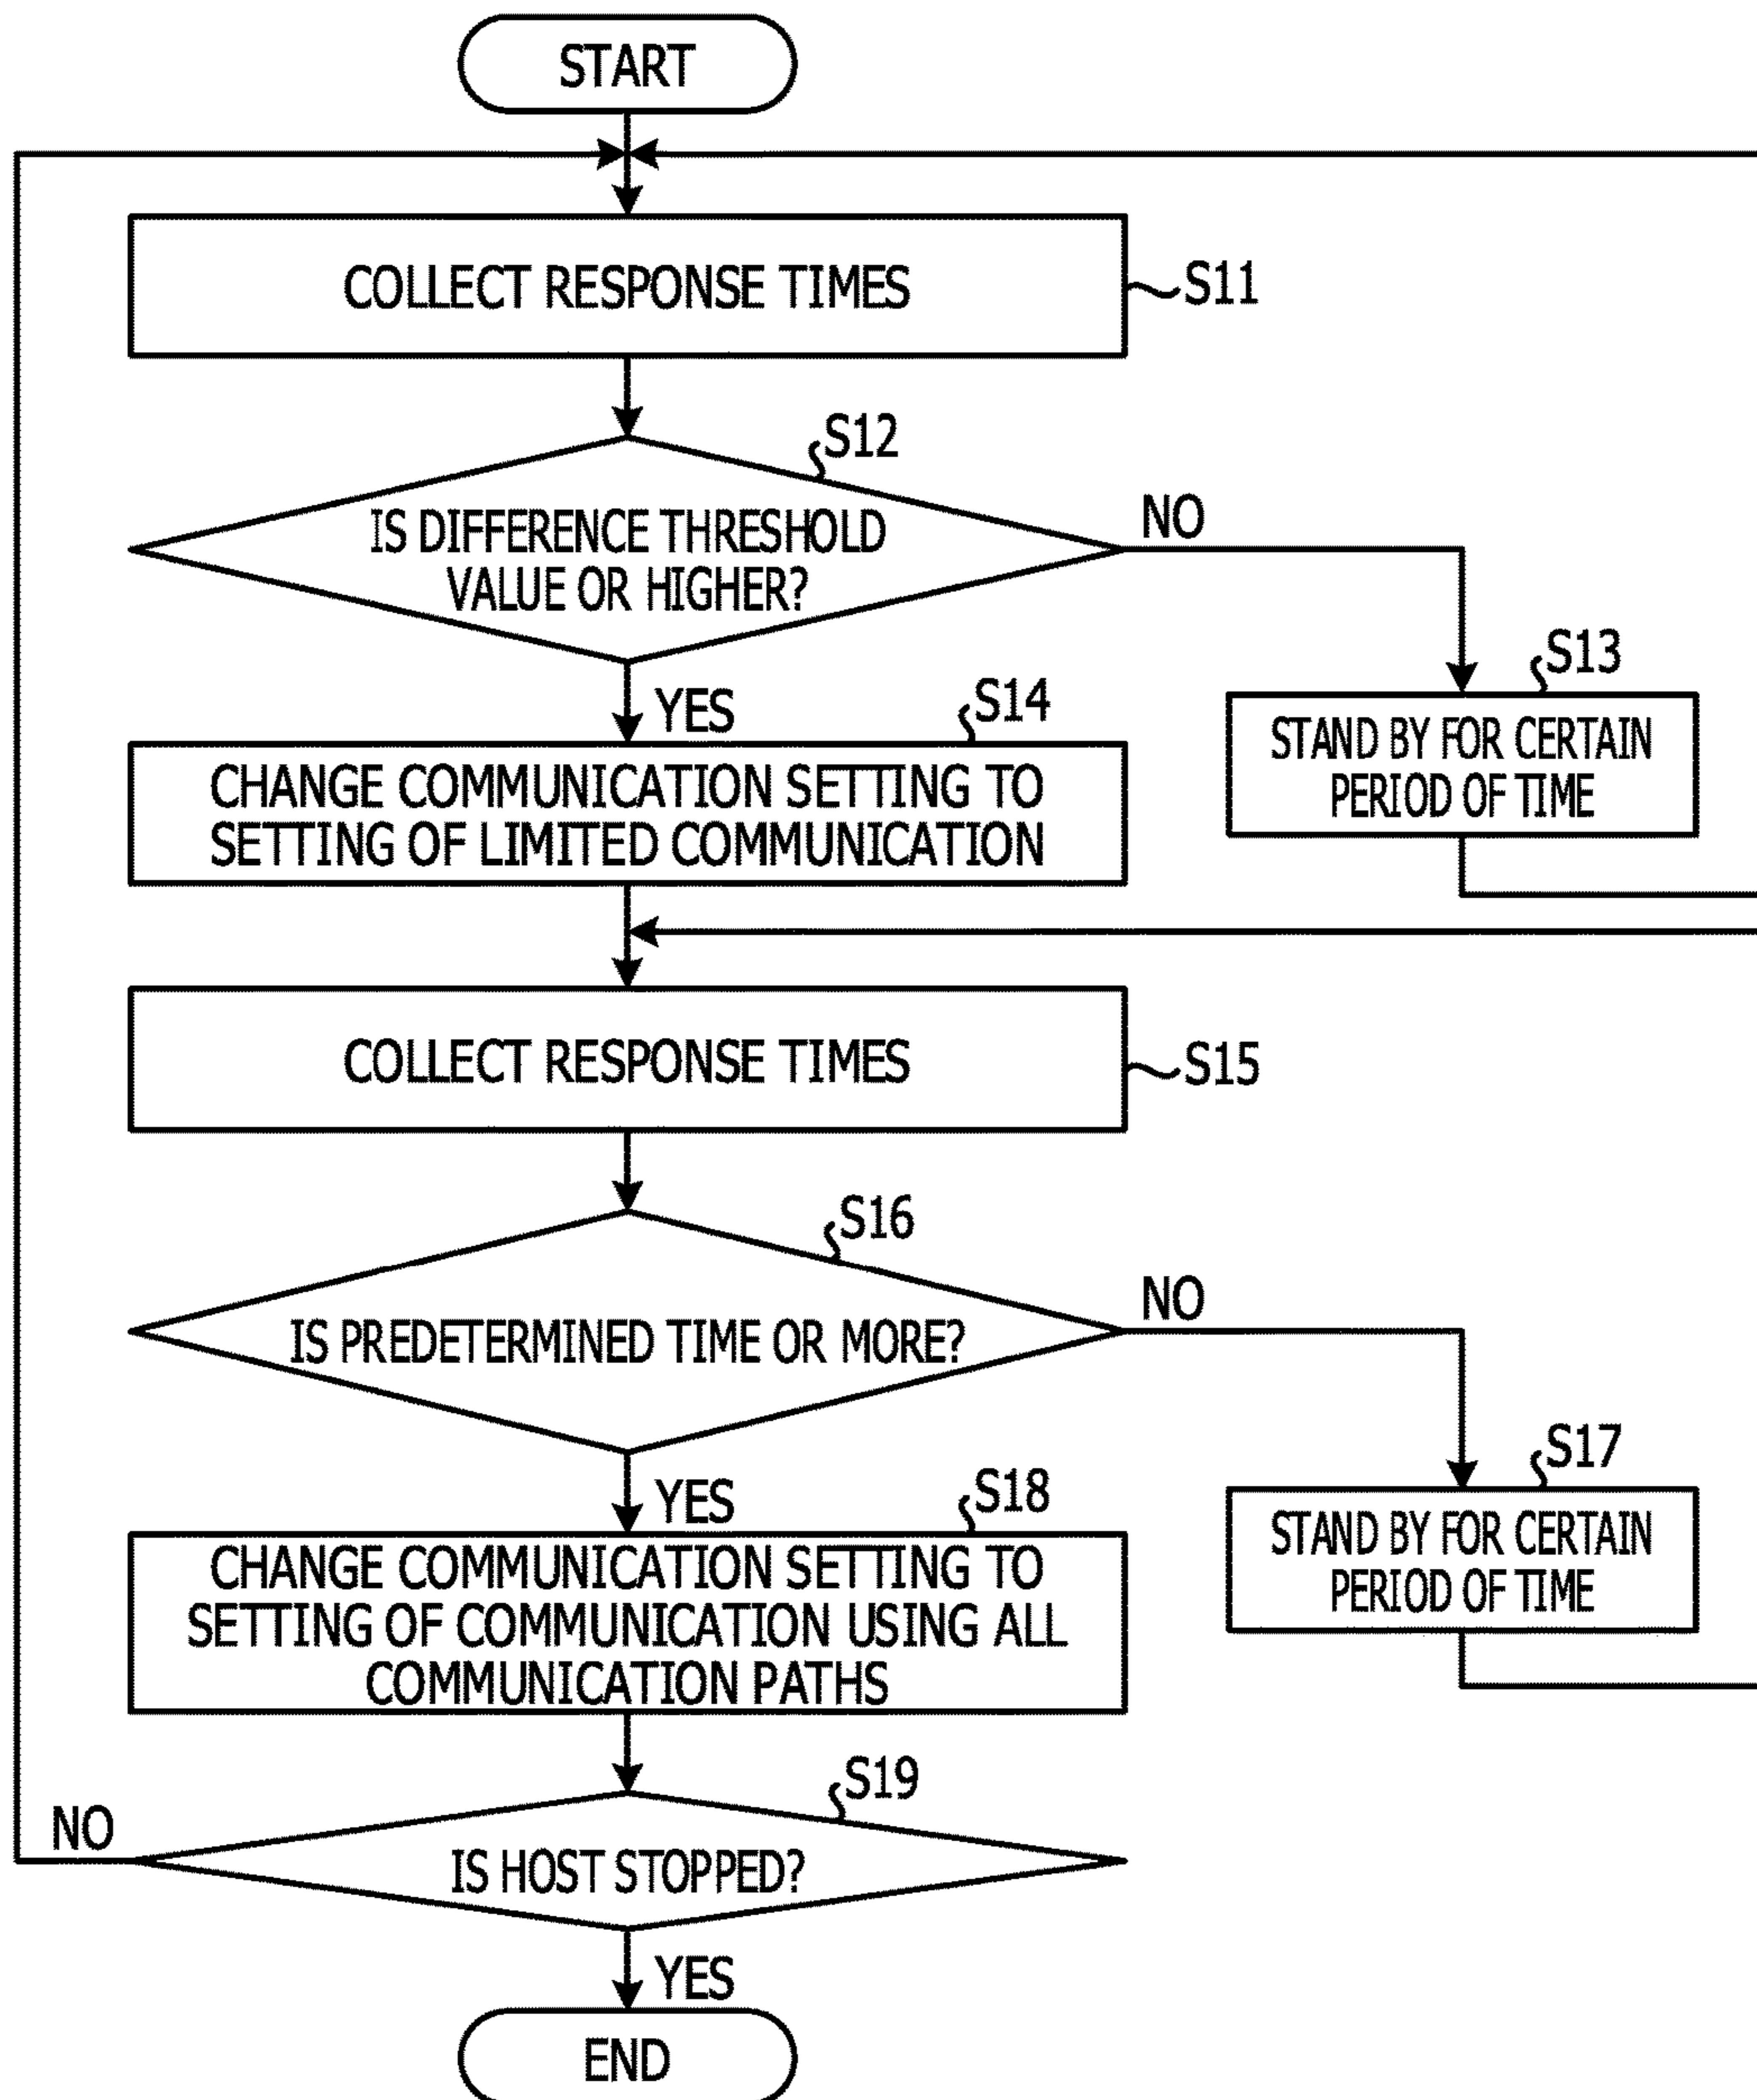 START
COLLECT RESPONSE TIMES
S11
S12
IS DIFFERENCE THRESHOLD
VALUE OR HIGHER?
NO
YES
S13
STAND BY FOR CERTAIN
PERIOD OF TIME
S14
CHANGE COMMUNICATION SETTING TO
SETTING OF LIMITED COMMUNICATION
COLLECT RESPONSE TIMES
S15
S16
IS PREDETERMINED TIME OR MORE?
NO
YES
S17
STAND BY FOR CERTAIN
PERIOD OF TIME
S18
CHANGE COMMUNICATION SETTING TO
SETTING OF COMMUNICATION USING ALL
COMMUNICATION PATHS
S19
NO
IS HOST STOPPED?
YES
END